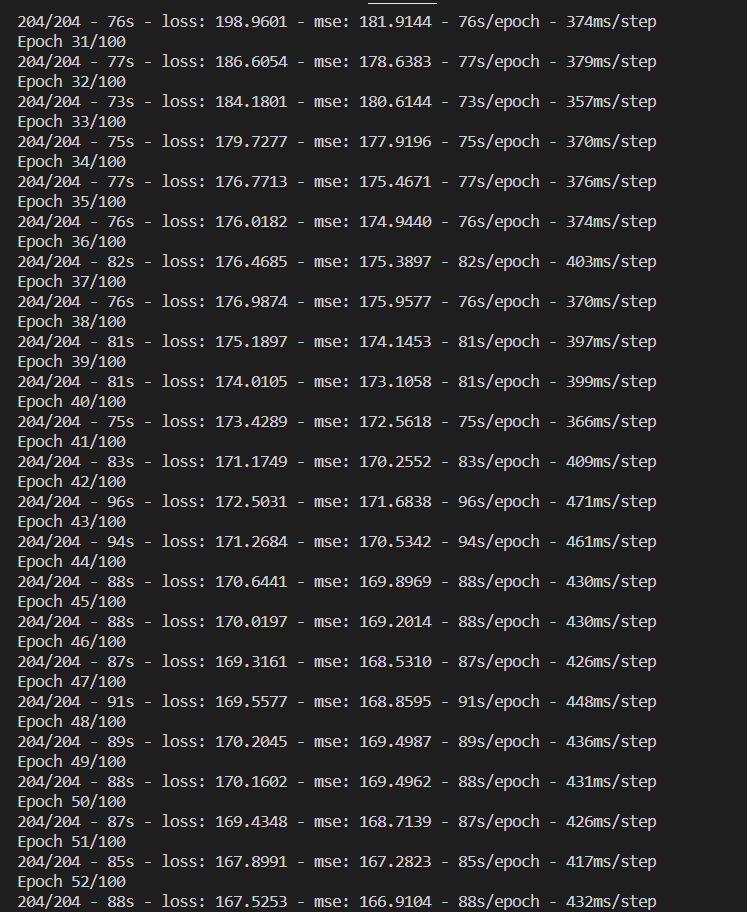 204/204 - 76s - loss: 198.9601 - mse: 181.9144 - 76s/epoch - 374ms/step
Epoch 31/100
204/204 - 77s - loss: 186.6054 - mse: 178.6383 - 77s/epoch - 379ms/step
Epoch 32/100
204/204 - 73s - loss: 184.1801 - mse: 180.6144 - 73s/epoch - 357ms/step
Epoch 33/100
204/204 - 75s - loss: 179.7277 - mse: 177.9196 - 75s/epoch - 370ms/step
Epoch 34/100
204/204 - 77s - loss: 176.7713 - mse: 175.4671 - 77s/epoch - 376ms/step
Epoch 35/100
204/204 - 76s - loss: 176.0182 - mse: 174.9440 - 76s/epoch - 374ms/step
Epoch 36/100
204/204 - 82s - loss: 176.4685 - mse: 175.3897 - 82s/epoch - 403ms/step
Epoch 37/100
204/204 - 76s - loss: 176.9874 - mse: 175.9577 - 76s/epoch - 370ms/step
Epoch 38/100
204/204 - 81s - loss: 175.1897 - mse: 174.1453 - 81s/epoch - 397ms/step
Epoch 39/100
204/204 - 81s - loss: 174.0105 - mse: 173.1058 - 81s/epoch - 399ms/step
Epoch 40/100
204/204 - 75s - loss: 173.4289 - mse: 172.5618 - 75s/epoch - 366ms/step
Epoch 41/100
204/204 - 83s - loss: 171.1749 - mse: 170.2552 - 83s/epoch - 409ms/step
Epoch 42/100
204/204 - 96s - loss: 172.5031 - mse: 171.6838 - 96s/epoch - 471ms/step
Epoch 43/100
204/204 - 94s - loss: 171.2684 - mse: 170.5342 - 94s/epoch - 461ms/step
Epoch 44/100
204/204 - 88s - loss: 170.6441 - mse: 169.8969 - 88s/epoch - 430ms/step
Epoch 45/100
204/204 - 88s - loss: 170.0197 - mse: 169.2014 - 88s/epoch - 430ms/step
Epoch 46/100
204/204 - 87s - loss: 169.3161 - mse: 168.5310 - 87s/epoch - 426ms/step
Epoch 47/100
204/204 - 91s - loss: 169.5577 - mse: 168.8595 - 91s/epoch - 448ms/step
Epoch 48/100
204/204 - 89s - loss: 170.2045 - mse: 169.4987 - 89s/epoch - 436ms/step
Epoch 49/100
204/204 - 88s - loss: 170.1602 - mse: 169.4962 - 88s/epoch - 431ms/step
Epoch 50/100
204/204 - 87s - loss: 169.4348 - mse: 168.7139 - 87s/epoch - 426ms/step
Epoch 51/100
204/204 - 85s - loss: 167.8991 - mse: 167.2823 - 85s/epoch - 417ms/step
Epoch 52/100
204/204 - 88s - loss: 167.5253 - mse: 166.9104 - 88s/epoch - 432ms/step